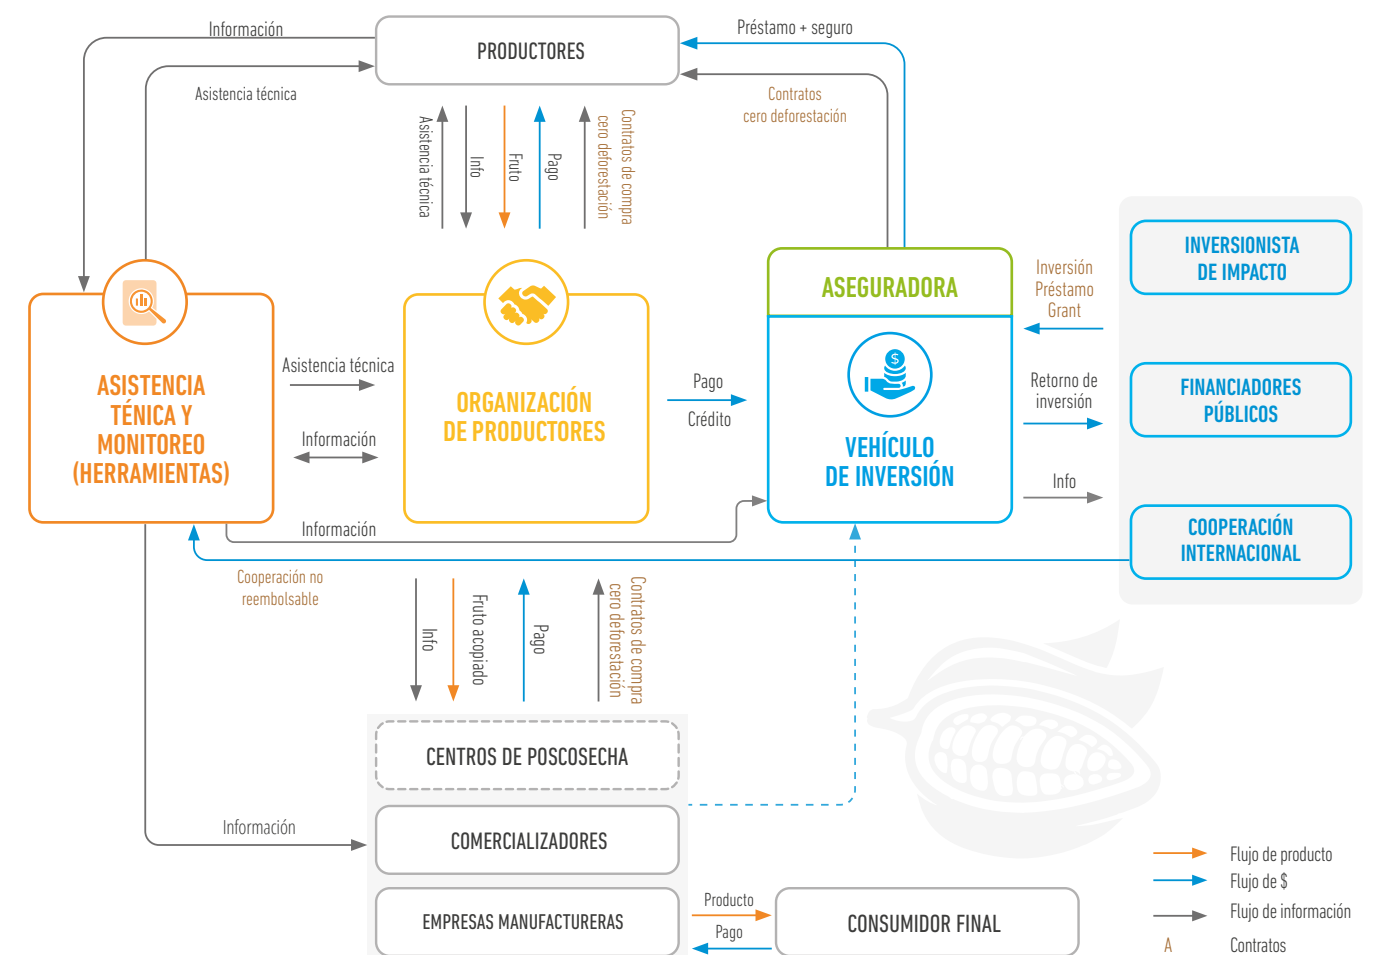 Información
PRODUCTORES
Préstamo + seguro
Asistencia técnica
Contratos
cero deforestación
Asistencia técnica
Info
Fruto
Pago
Contratos de compra
cero deforestación
ASISTENCIA
TÉNICA Y
MONITOREO
(HERRAMIENTAS)
Asistencia técnica
Información
ORGANIZACIÓN
DE PRODUCTORES
Pago
Crédito
ASEGURADORA
$
VEHÍCULO
DE INVERSIÓN
Inversión
Préstamo
Grant
Retorno de
inversión
Info
INVERSIONISTA
DE IMPACTO
FINANCIADORES
PÚBLICOS
COOPERACIÓN
INTERNACIONAL
Información
Cooperación no
reembolsable
Info
Fruto acopiado
Pago
Contratos de compra
cero deforestación
CENTROS DE POSCOSECHA
Información
COMERCIALIZADORES
EMPRESAS MANUFACTURERAS
Producto
Pago
CONSUMIDOR FINAL
Flujo de producto
Flujo de $
Flujo de información
A Contratos